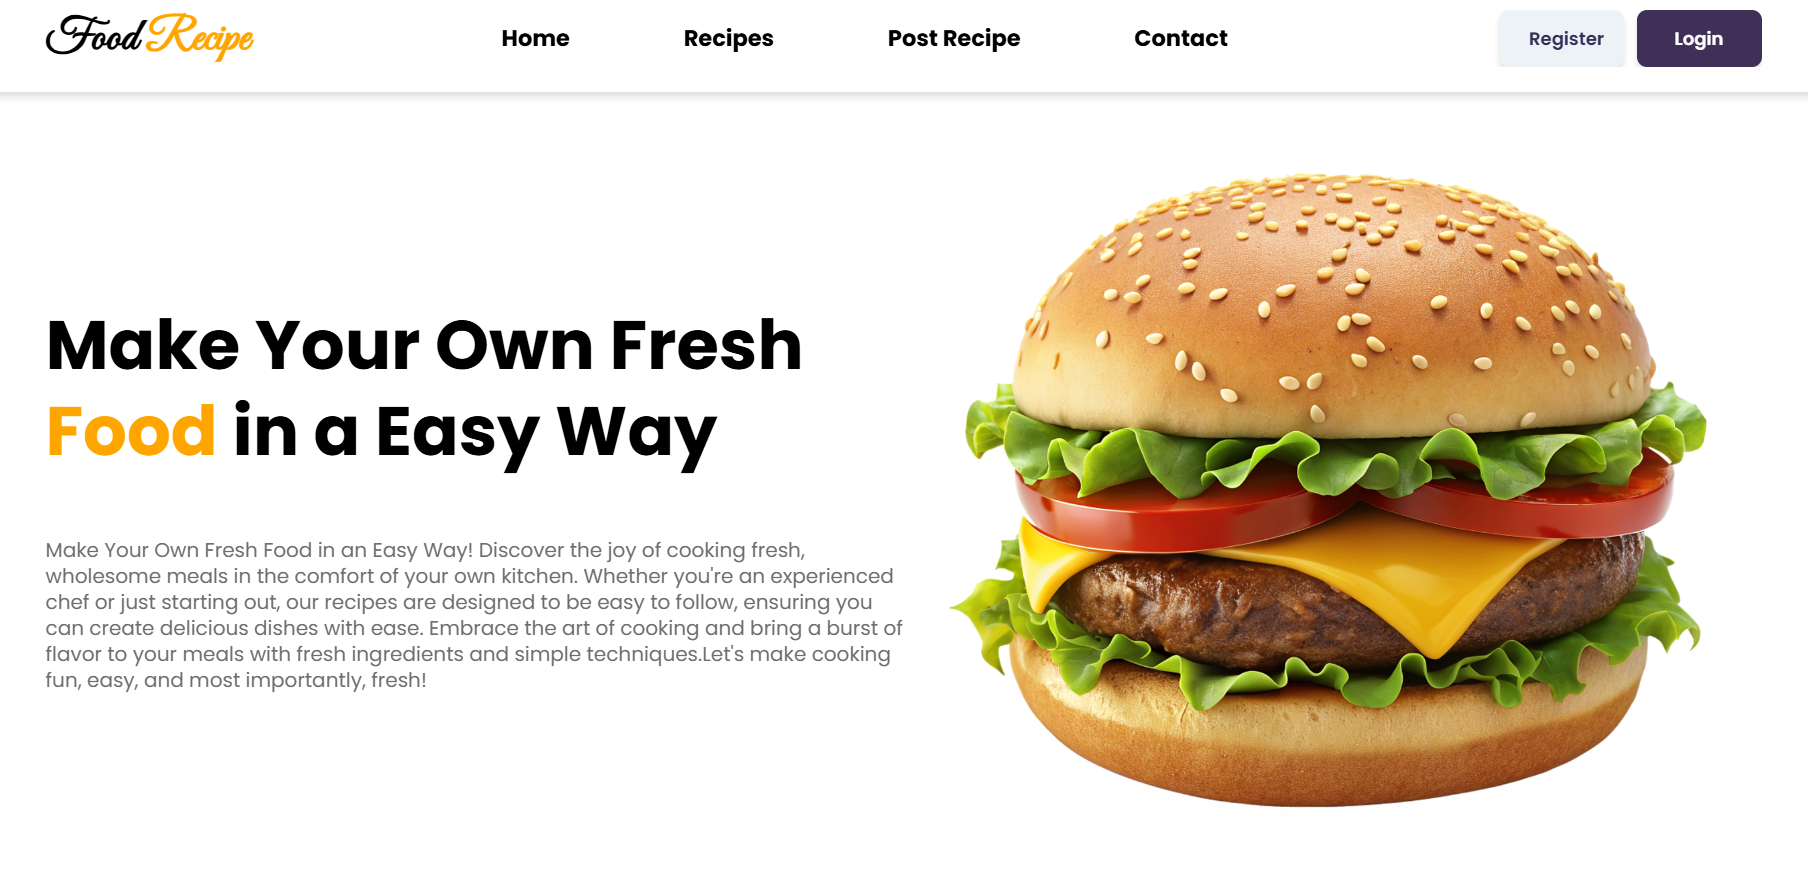 Food Recipe
Home
Recipes
Post Recipe
Contact
Register
Login
Make Your Own Fresh
Food in a Easy Way
Make Your Own Fresh Food in an Easy Way! Discover the joy of cooking fresh,
wholesome meals in the comfort of your own kitchen. Whether you're an experienced
chef or just starting out, our recipes are designed to be easy to follow, ensuring you
can create delicious dishes with ease. Embrace the art of cooking and bring a burst of
flavor to your meals with fresh ingredients and simple techniques.Let's make cooking
fun, easy, and most importantly, fresh!